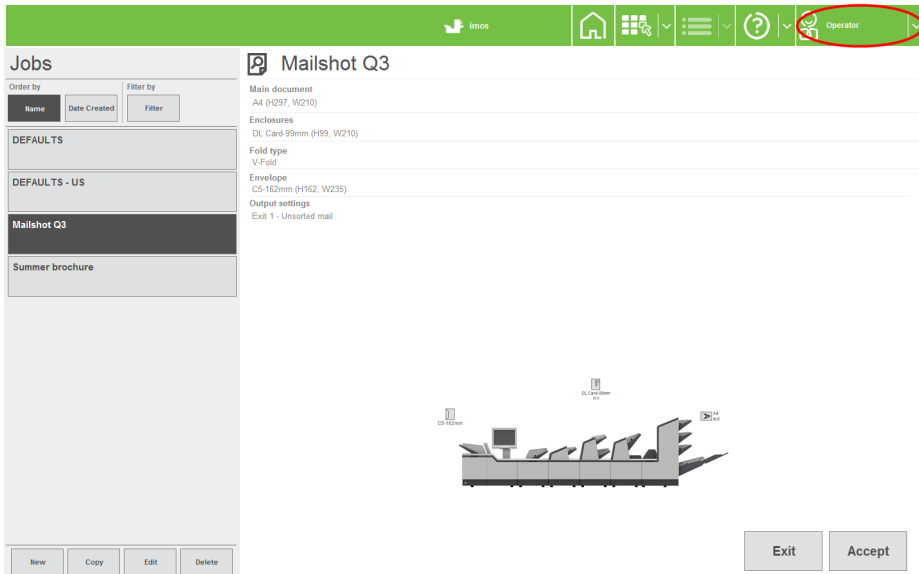 imos
Operator
Jobs
Order by
Filter by
Name
Date Created
Filter
DEFAULTS
DEFAULTS - US
Mailshot Q3
Summer brochure
New
Copy
Edit
Delete
Mailshot Q3
Main document
A4 (H297, W210)
Enclosures
DL Card-99mm (H99, W210)
Fold type
V-Fold
Envelope
C5-162mm (H162, W235)
Output settings
Exit 1 - Unsorted mail
DL Card-99mm
C5-162mm
A4
Exit
Accept